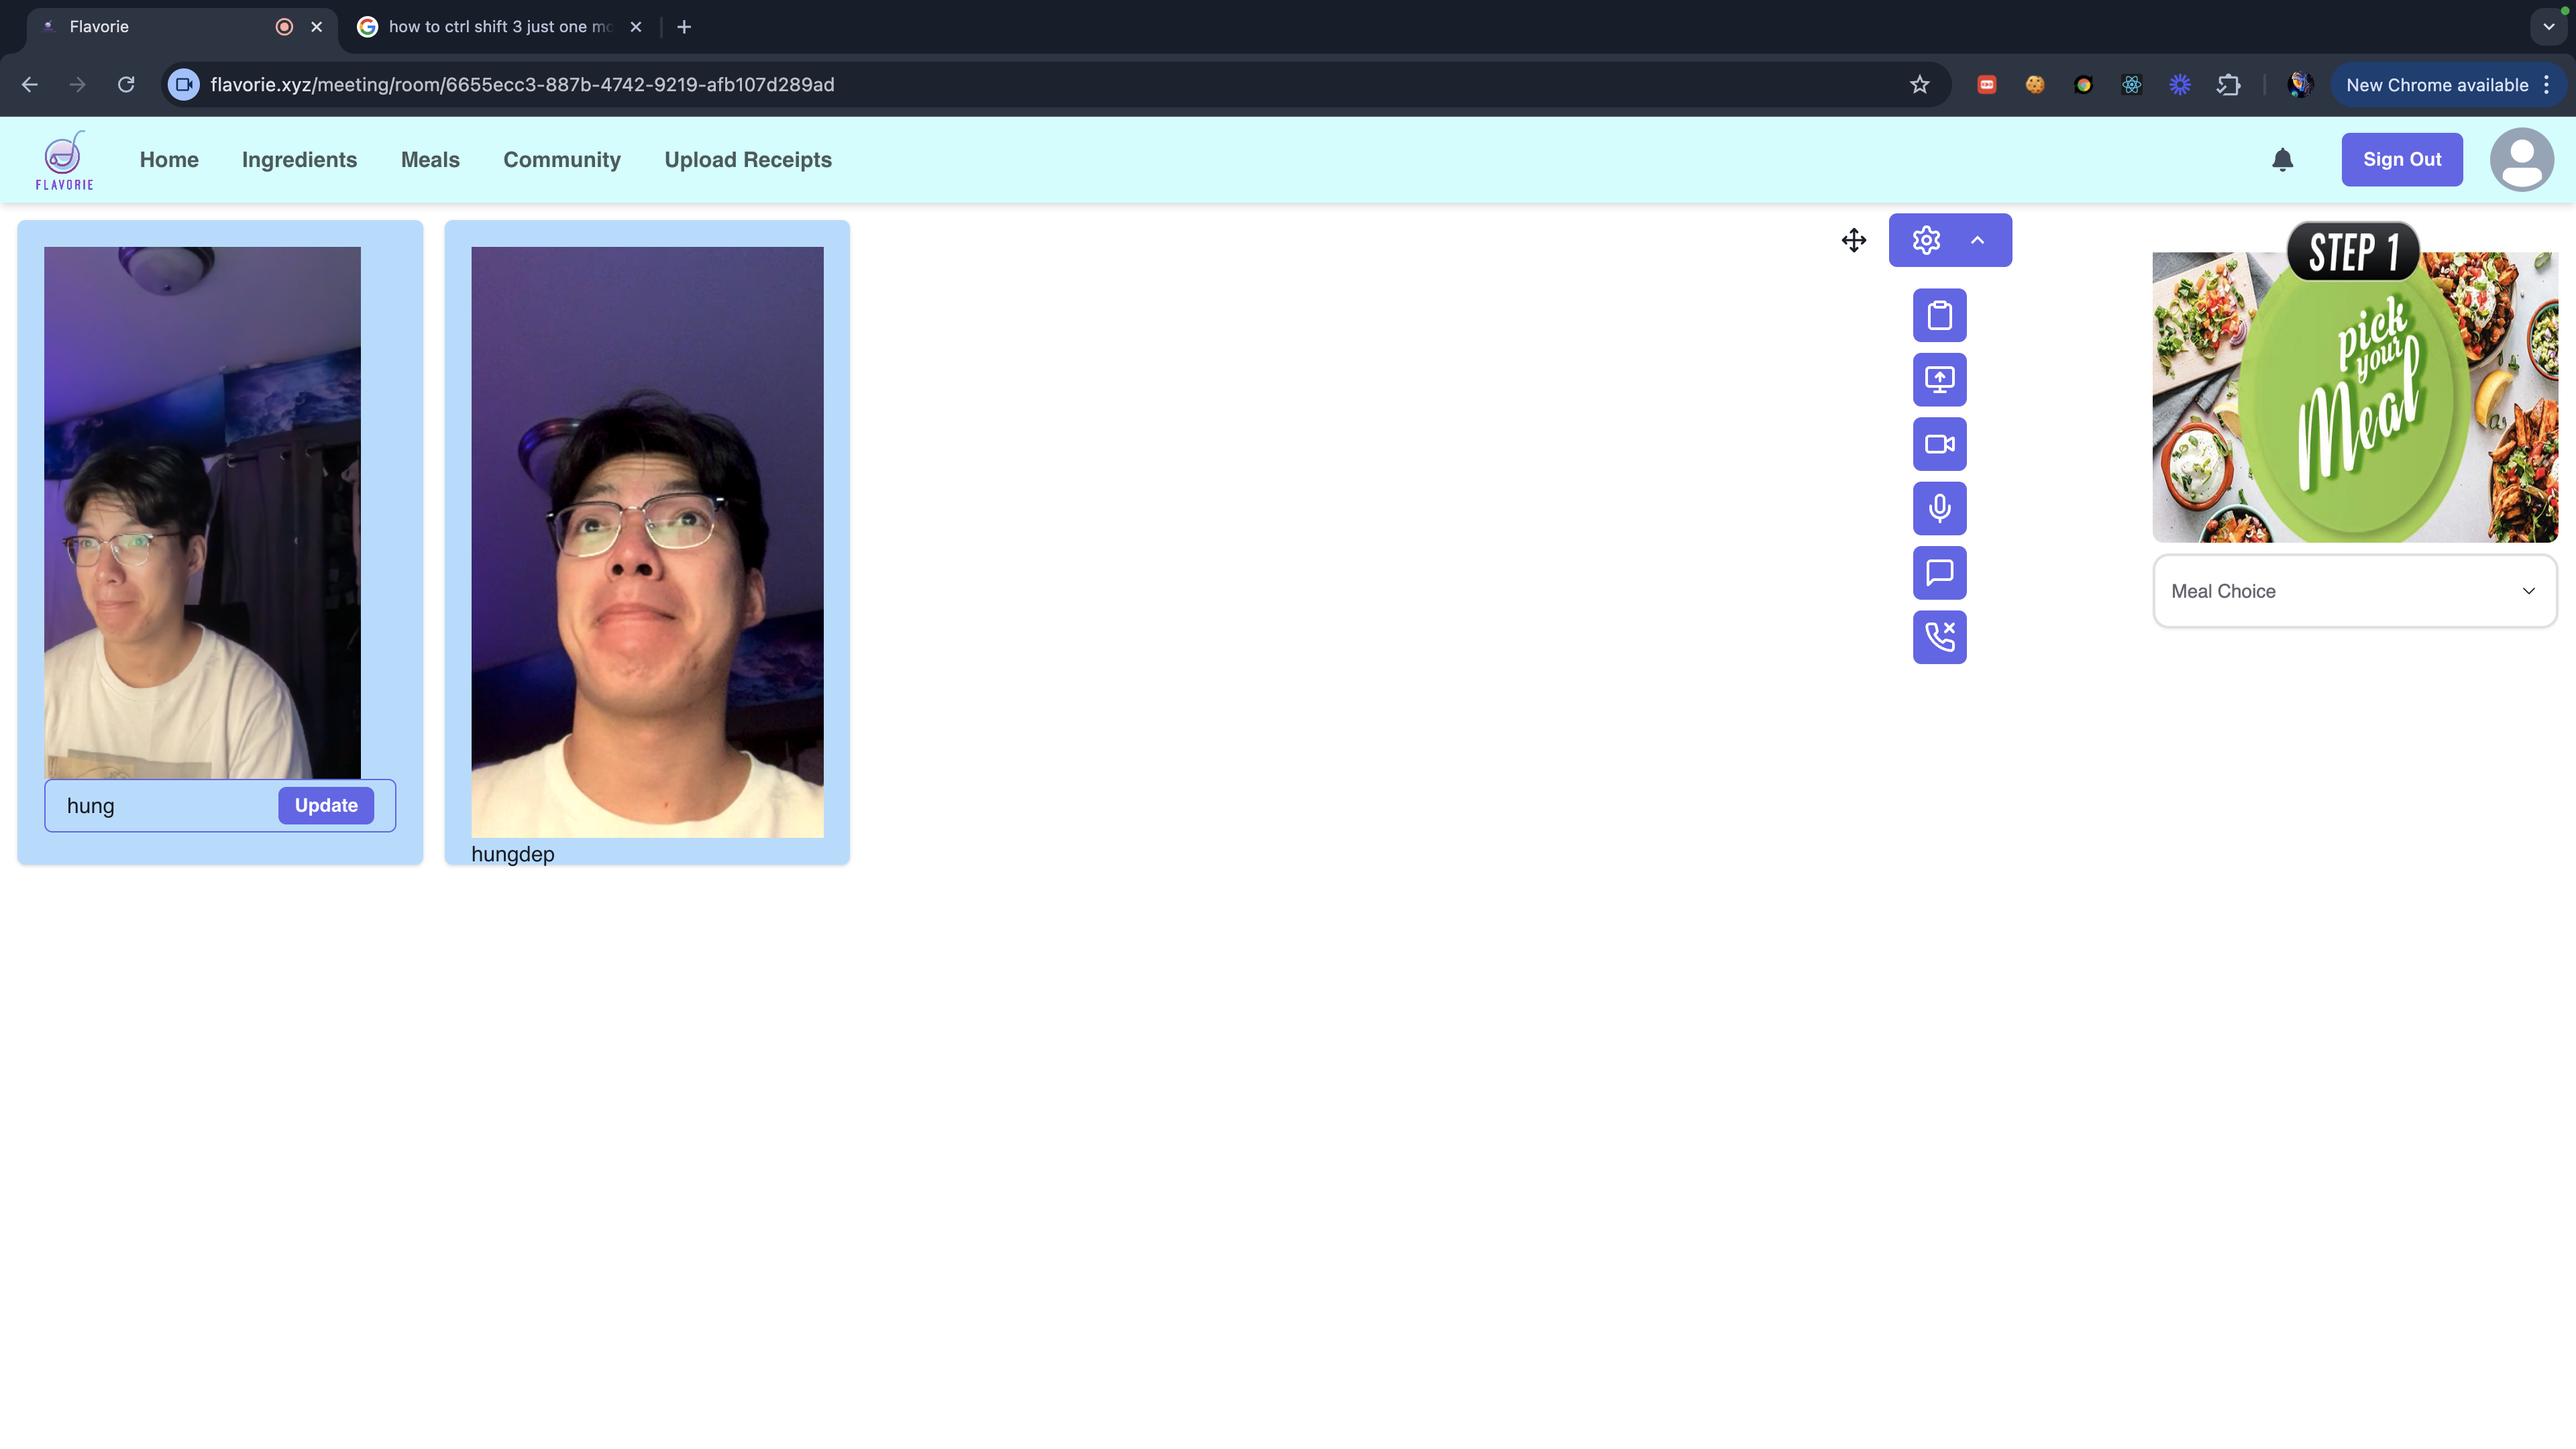 Flavorie
how to ctrl shift 3 just one mo
flavorie.xyz/meeting/room/6655ecc3-887b-4742-9219-afb107d289ad
New Chrome available
FLAVORIE
Home
Ingredients
Meals
Community
Upload Receipts
Sign Out
STEP 1
pick
your
Meal
Meal Choice
hung
Update
hungdep